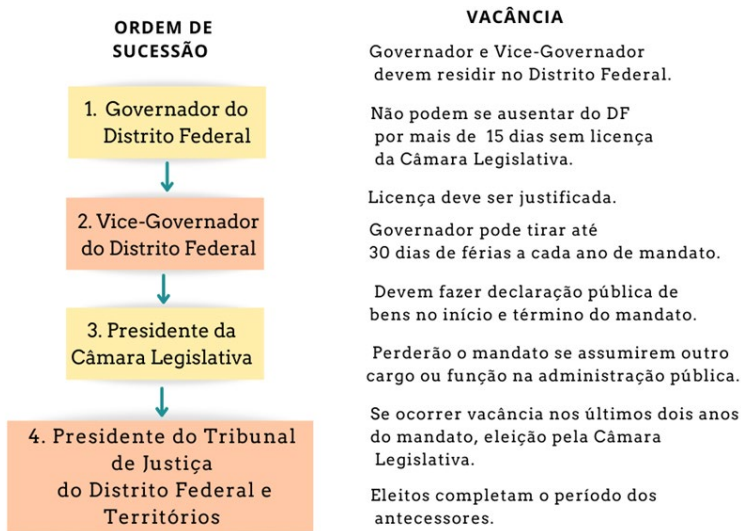 ORDEM DE
SUCESSÃO
1. Governador do
Distrito Federal
2. Vice-Governador
do Distrito Federal
3. Presidente da
Câmara Legislativa
4. Presidente do Tribunal
de Justiça
do Distrito Federal e
Territórios
VACÂNCIA
Governador e Vice-Governador
devem residir no Distrito Federal.
Não podem se ausentar do DF
por mais de 15 dias sem licença
da Câmara Legislativa.
Licença deve ser justificada.
Governador pode tirar até
30 dias de férias a cada ano de mandato.
Devem fazer declaração pública de
bens no início e término do mandato.
Perderão o mandato se assumirem outro
cargo ou função na administração pública.
Se ocorrer vacância nos últimos dois anos
do mandato, eleição pela Câmara
Legislativa.
Eleitos completam o período dos
antecessores.